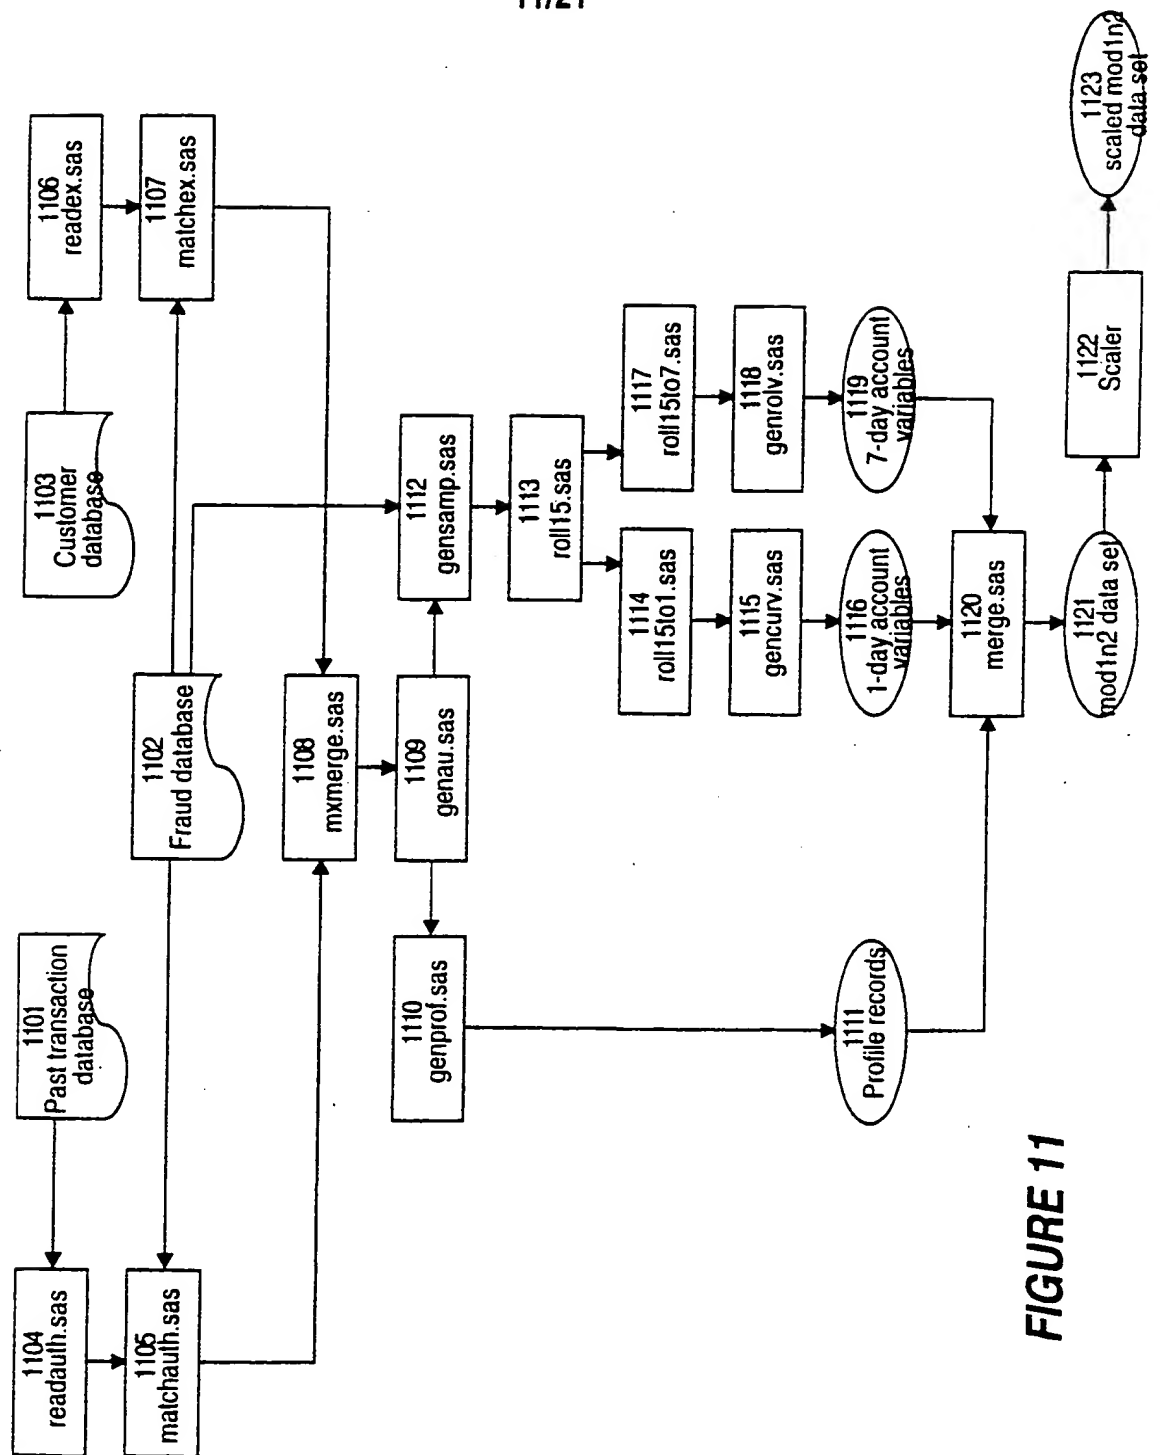 11/21
1101
Past transaction
database
1102
Fraud database
1103
Customer
database
1104
readauth.sas
1105
matchauth.sas
1106
readex.sas
1107
matchex.sas
1108
mxmerge.sas
1109
genau.sas
1110
genprof.sas
1111
Profile records
1112
gensamp.sas
1113
roll15.sas
1114
roll15to1.sas
1115
gencurv.sas
1116
1-day account
variables
1117
roll15to7.sas
1118
genrolv.sas
1119
7-day account
variables
1120
merge.sas
1121
mod1n2 data set
1122
Scaler
1123
scaled mod1n2
data set
FIGURE 11